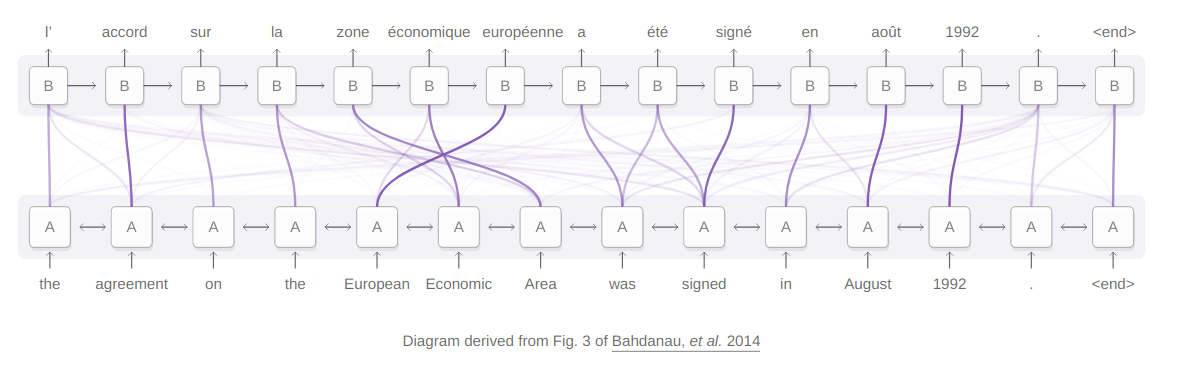 l' accord sur la zone économique européenne a été signé en août 1992 . <end>
B B B B B B B B B B B B B B B
A A A A A A A A A A A A A A
the agreement on the European Economic Area was signed in August 1992 . <end>
Diagram derived from Fig. 3 of Bahdanau, et al. 2014